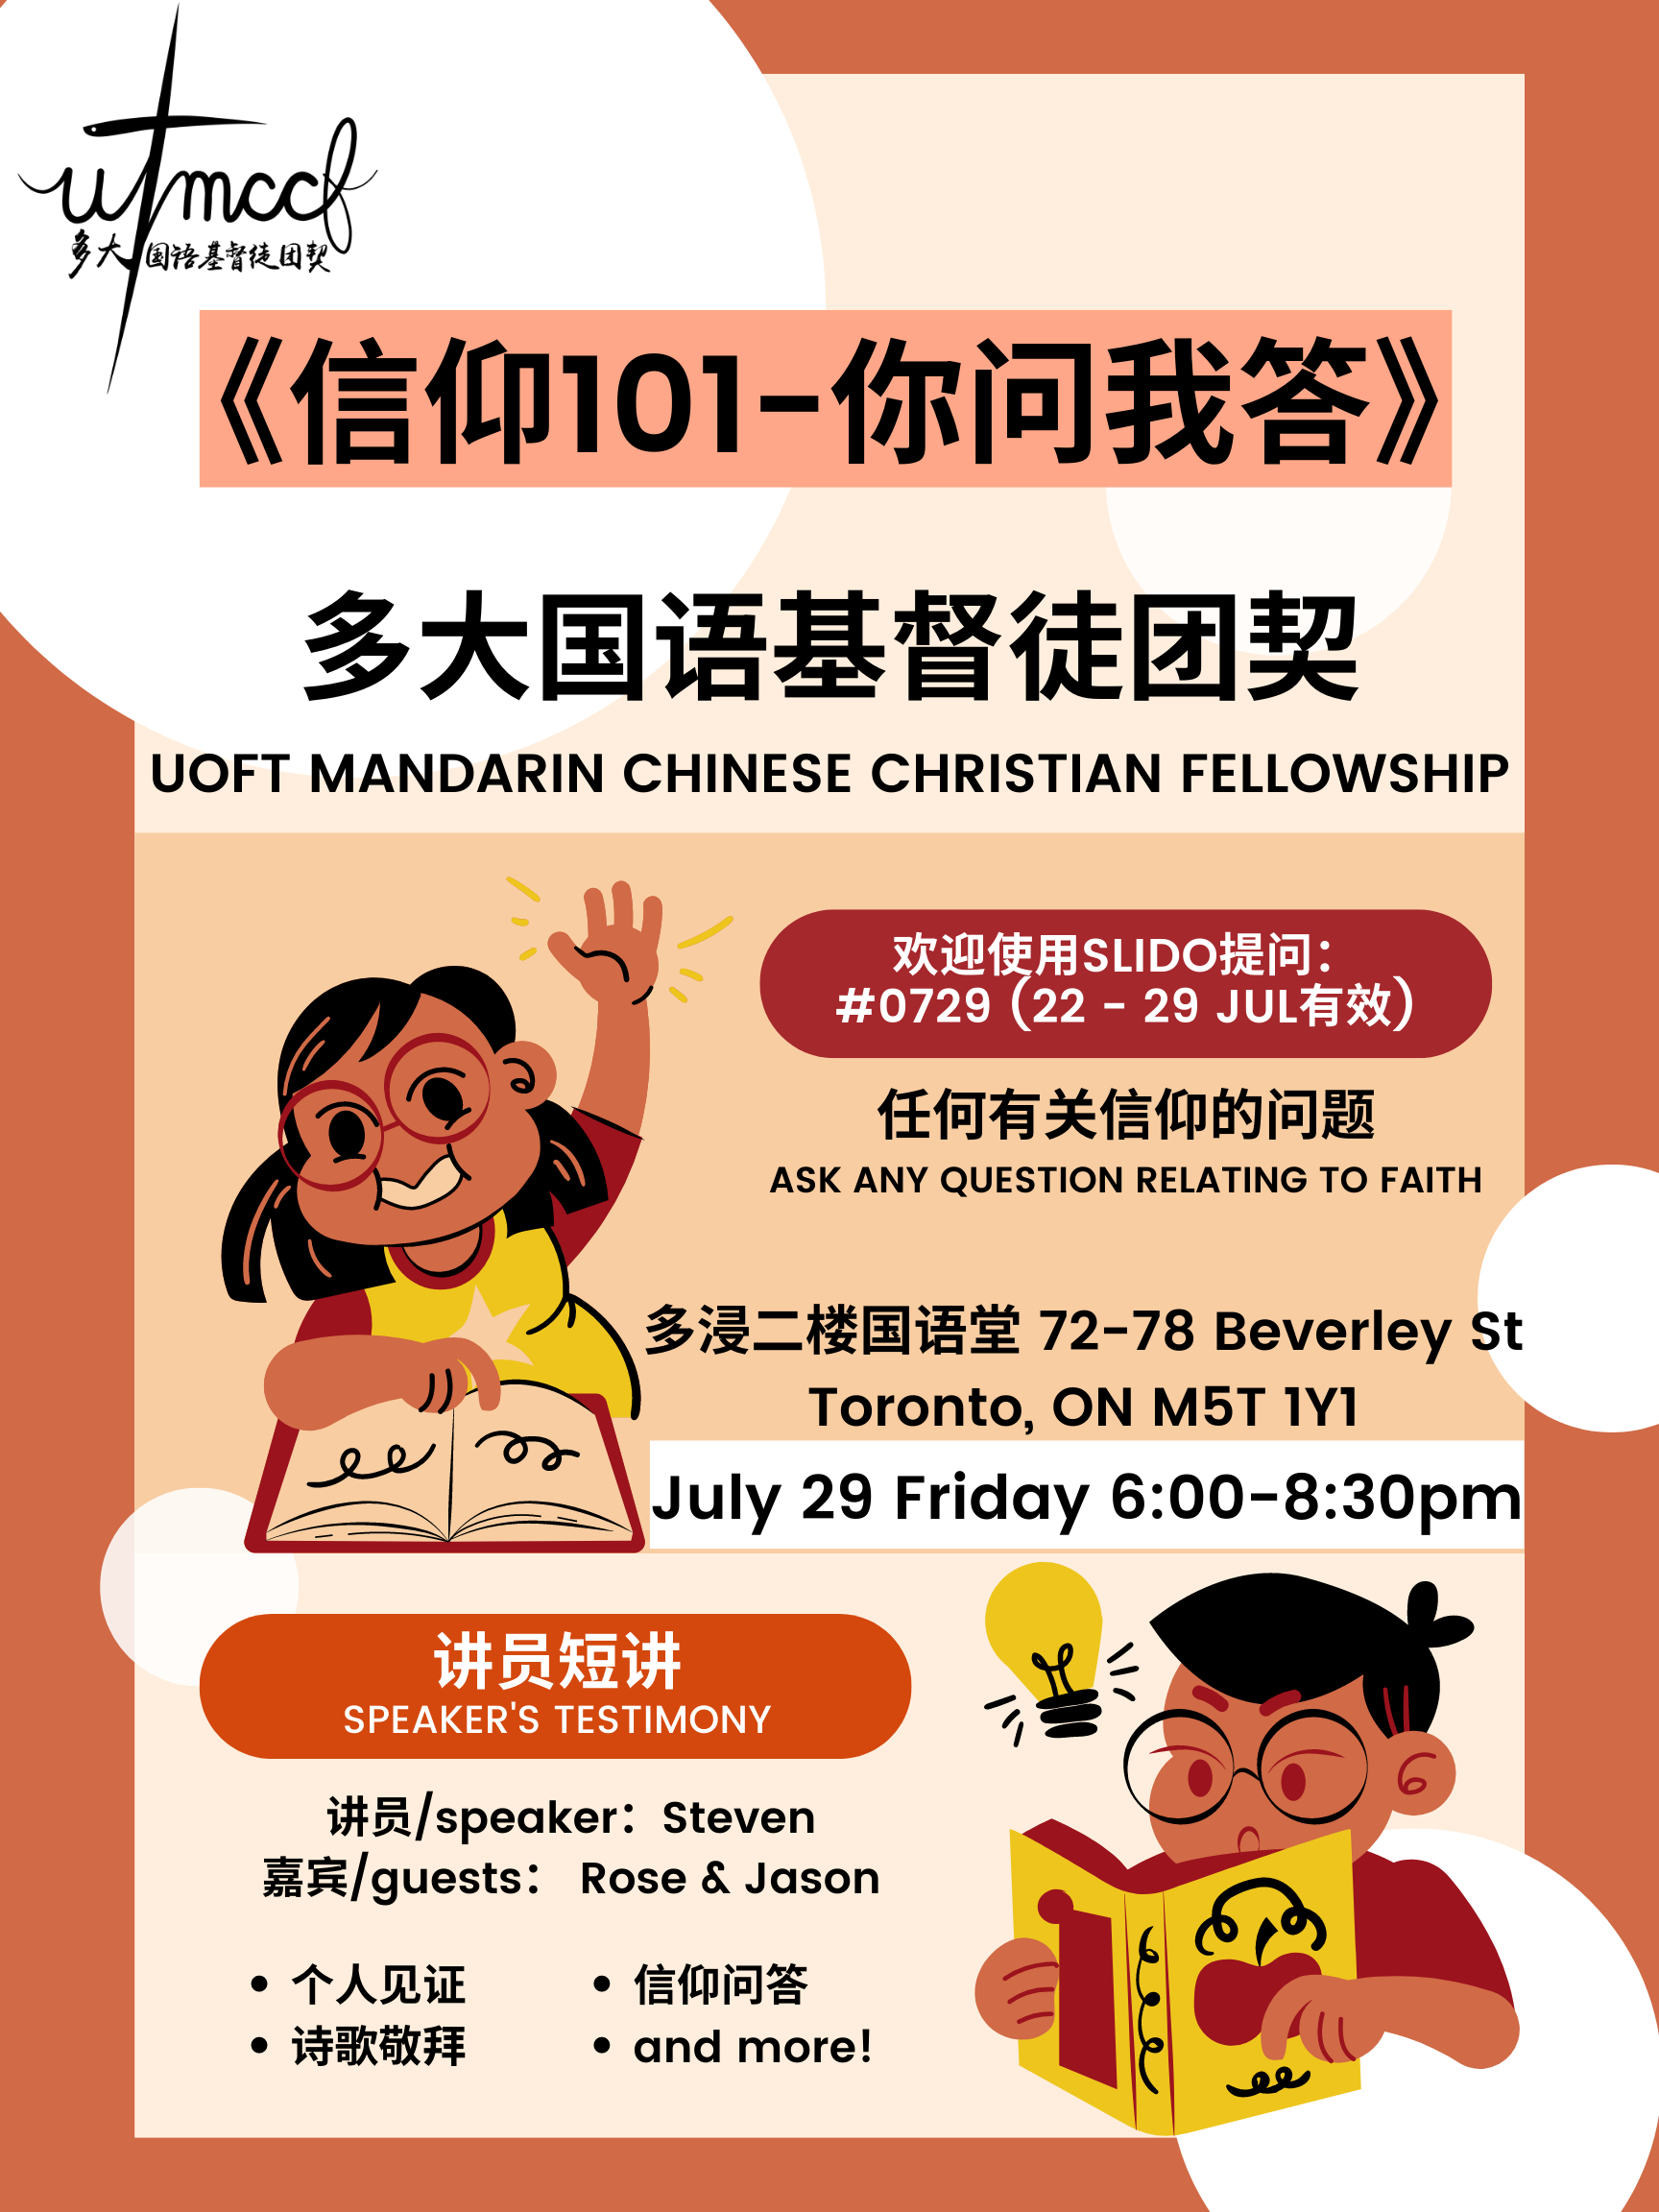 utmccf
多大国语基督徒团契
《信仰101-你问我答》
多大国语基督徒团契
UOFT MANDARIN CHINESE CHRISTIAN FELLOWSHIP
欢迎使用SLIDO提问：
#0729（22 - 29 JUL有效）
任何有关信仰的问题
ASK ANY QUESTION RELATING TO FAITH
多浸二楼国语堂 72-78 Beverley St
Toronto, ON M5T 1Y1
July 29 Friday 6:00-8:30pm
讲员短讲
SPEAKER'S TESTIMONY
讲员/speaker：Steven
嘉宾/guests： Rose & Jason
• 个人见证
• 诗歌敬拜
• 信仰问答
• and more!